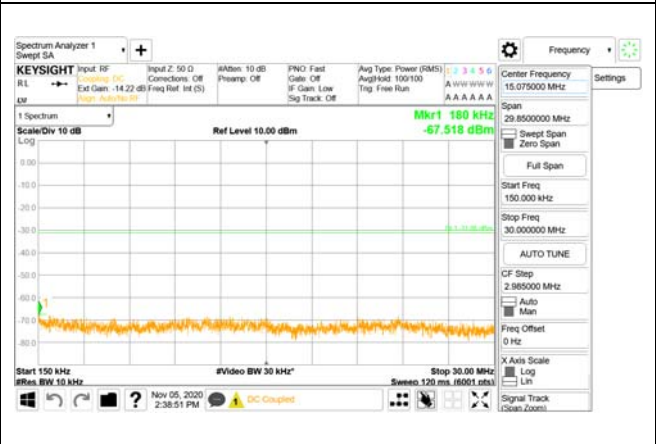 Spectrum Analyzer 1
Swept SA
Frequency
Settings
KEYSIGHT
RL
Input: RF
Coupling: DC
Ext Gain: -14.22 dB
Align: Auto/No RF
Input Z: 50 Ω
Corrections: Off
Freq Ref: Int (S)
#Atten: 10 dB
Preamp: Off
PNO: Fast
Gate: Off
IF Gain: Low
Sig Track: Off
Avg Type: Power (RMS)
Avg|Hold: 100/100
Trig: Free Run
1 2 3 4 5 6
A W W W W W
A A A A A A
1 Spectrum
Scale/Div 10 dB
Log
Ref Level 10.00 dBm
Mkr1 180 kHz
-67.518 dBm
0.00
-10.0
-20.0
-30.0
-40.0
-50.0
-60.0
-70.0
-80.0
1
Start 150 kHz
#Res BW 10 kHz
#Video BW 30 kHz*
Stop 30.00 MHz
Sweep 120 ms (6001 pts)
Center Frequency
15.075000 MHz
Span
29.8500000 MHz
Swept Span
Zero Span
Full Span
Start Freq
150.000 kHz
Stop Freq
30.000000 MHz
AUTO TUNE
CF Step
2.985000 MHz
Auto
Man
Freq Offset
0 Hz
X Axis Scale
Log
Lin
Signal Track
(Span Zoom)
Nov 05, 2020
2:38:51 PM
DC Coupled